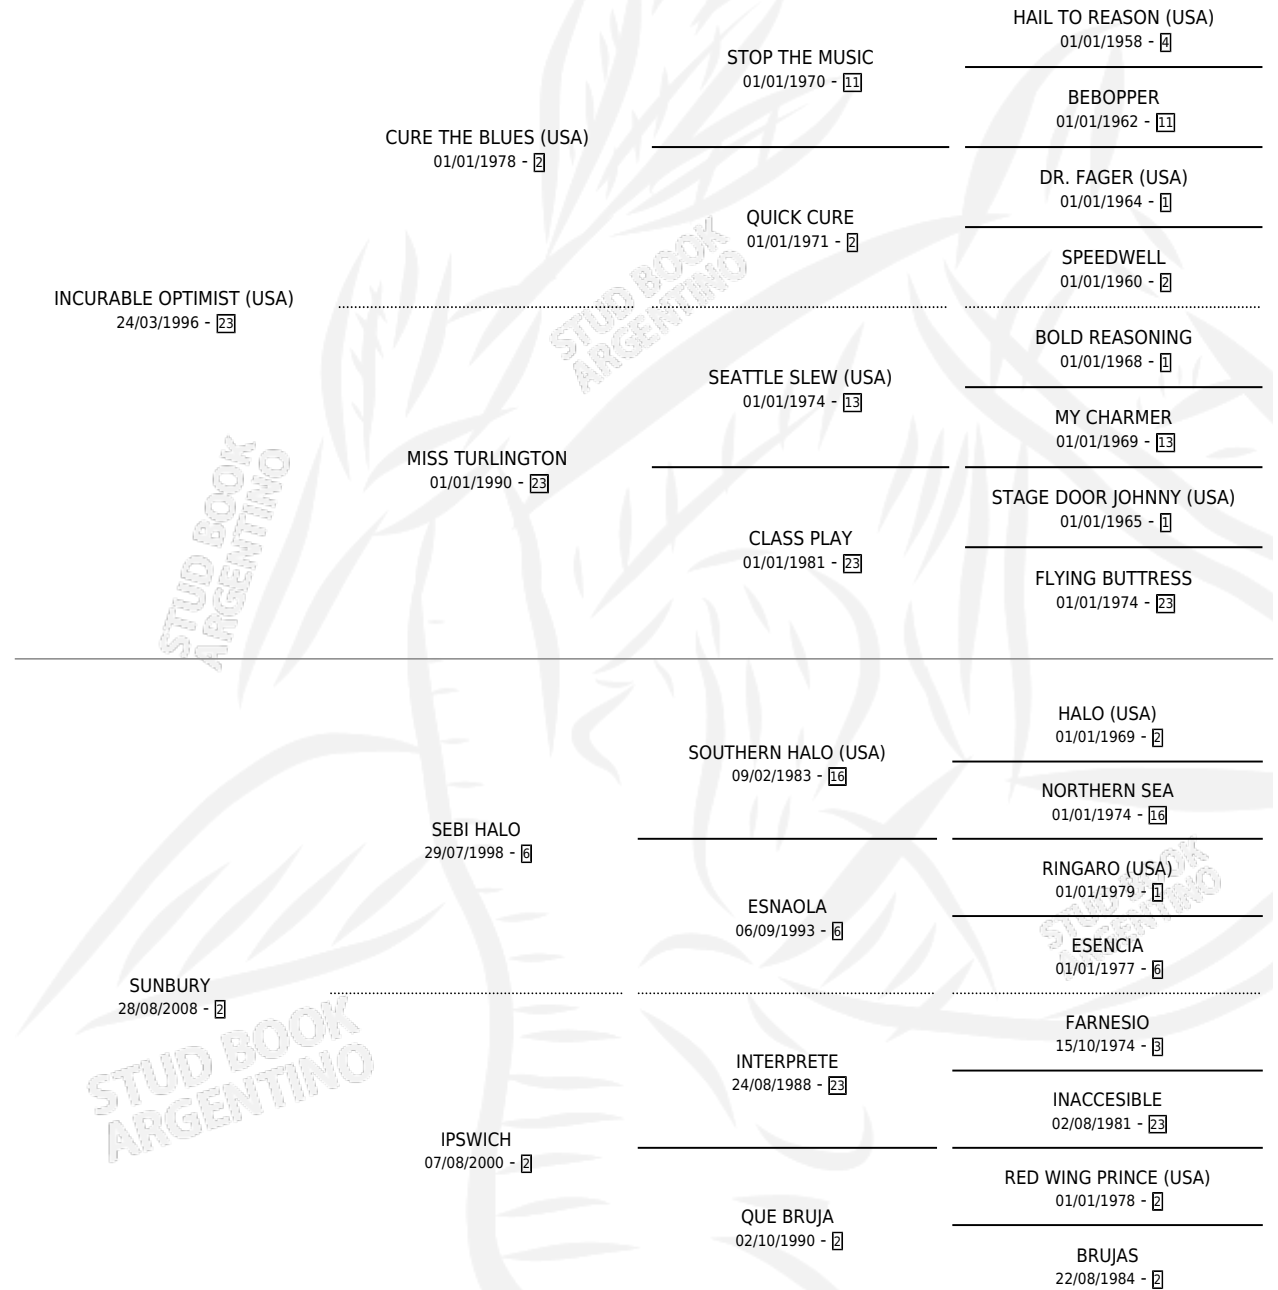 HAIL TO REASON (USA)
01/01/1958 - 4
STOP THE MUSIC
01/01/1970 - 11
BEBOPPER
01/01/1962 - 11
CURE THE BLUES (USA)
01/01/1978 - 2
DR. FAGER (USA)
01/01/1964 - 1
QUICK CURE
01/01/1971 - 2
SPEEDWELL
01/01/1960 - 2
INCURABLE OPTIMIST (USA)
24/03/1996 - 23
BOLD REASONING
01/01/1968 - 1
SEATTLE SLEW (USA)
01/01/1974 - 13
MY CHARMER
01/01/1969 - 13
MISS TURLINGTON
01/01/1990 - 23
STAGE DOOR JOHNNY (USA)
01/01/1965 - 1
CLASS PLAY
01/01/1981 - 23
FLYING BUTTRESS
01/01/1974 - 23
HALO (USA)
01/01/1969 - 2
SOUTHERN HALO (USA)
09/02/1983 - 16
NORTHERN SEA
01/01/1974 - 16
SEBI HALO
29/07/1998 - 6
RINGARO (USA)
01/01/1979 - 1
ESNAOLA
06/09/1993 - 6
ESENCIA
01/01/1977 - 6
SUNBURY
28/08/2008 - 2
FARNESIO
15/10/1974 - 3
INTERPRETE
24/08/1988 - 23
INACCESIBLE
02/08/1981 - 23
IPSWICH
07/08/2000 - 2
RED WING PRINCE (USA)
01/01/1978 - 2
QUE BRUJA
02/10/1990 - 2
BRUJAS
22/08/1984 - 2
STUD BOOK
ARGENTINO
STUD BOOK
ARGENTINO
STUD BOOK
ARGENTINO
STUD BOOK
ARGENTINO